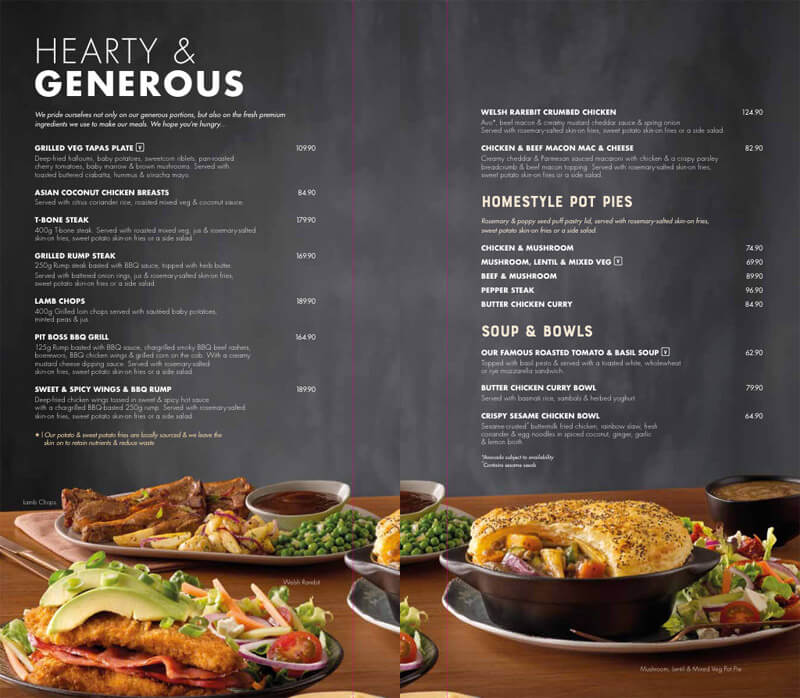 HEARTY &
GENEROUS
We pride ourselves not only on our generous portions, but also on the fresh premium
ingredients we use to make our meals. We hope you're hungry...
GRILLED VEG TAPAS PLATE V 109.90
Deep-fried halloumi, baby potatoes, sweetcorn riblets, pan-roasted
cherry tomatoes, baby marrow & brown mushrooms. Served with
toasted buttered ciabatta, hummus & sriracha mayo.
ASIAN COCONUT CHICKEN BREASTS 84.90
Served with citrus coriander rice, roasted mixed veg & coconut sauce.
T-BONE STEAK 179.90
400g T-bone steak. Served with roasted mixed veg, jus & rosemary-salted
skin-on fries, sweet potato skin-on fries or a side salad.
GRILLED RUMP STEAK 169.90
250g Rump steak basted with BBQ sauce, topped with herb butter.
Served with battered onion rings, jus & rosemary-salted skin-on fries,
sweet potato skin-on fries or a side salad.
LAMB CHOPS 189.90
400g Grilled loin chops served with sautéed baby potatoes,
minted peas & jus.
PIT BOSS BBQ GRILL 164.90
125g Rump basted with BBQ sauce, chargrilled smoky BBQ beef rashers,
boerewors, BBQ chicken wings & grilled corn on the cob. With a creamy
mustard cheese dipping sauce. Served with rosemary-salted
skin-on fries, sweet potato skin-on fries or a side salad.
SWEET & SPICY WINGS & BBQ RUMP 189.90
Deep-fried chicken wings tossed in sweet & spicy hot sauce
with a chargrilled BBQ-basted 250g rump. Served with rosemary-salted
skin-on fries, sweet potato skin-on fries or a side salad.
Our potato & sweet potato fries are locally sourced & we leave the
skin on to retain nutrients & reduce waste
Lamb Chops
Welsh Rarebit
WELSH RAREBIT CRUMBED CHICKEN 124.90
Avo*, beef macon & creamy mustard cheddar sauce & spring onion.
Served with rosemary-salted skin-on fries, sweet potato skin-on fries or a side salad.
CHICKEN & BEEF MACON MAC & CHEESE 82.90
Creamy cheddar & Parmesan sauced macaroni with chicken & a crispy parsley
breadcrumb & beef macon topping. Served with rosemary-salted skin-on fries,
sweet potato skin-on fries or a side salad.
HOMESTYLE POT PIES
Rosemary & poppy seed puff pastry lid, served with rosemary-salted skin-on fries,
sweet potato skin-on fries or a side salad.
CHICKEN & MUSHROOM 74.90
MUSHROOM, LENTIL & MIXED VEG V 69.90
BEEF & MUSHROOM 89.90
PEPPER STEAK 96.90
BUTTER CHICKEN CURRY 84.90
SOUP & BOWLS
OUR FAMOUS ROASTED TOMATO & BASIL SOUP V 62.90
Topped with basil pesto & served with a toasted white, wholewheat
or rye mozzarella sandwich.
BUTTER CHICKEN CURRY BOWL 79.90
Served with basmati rice, sambals & herbed yoghurt.
CRISPY SESAME CHICKEN BOWL 64.90
Sesame-crusted^ buttermilk fried chicken, rainbow slaw, fresh
coriander & egg noodles in spiced coconut, ginger, garlic
& lemon broth.
*Avocado subject to availability
^Contains sesame seeds
Mushroom, Lentil & Mixed Veg Pot Pie